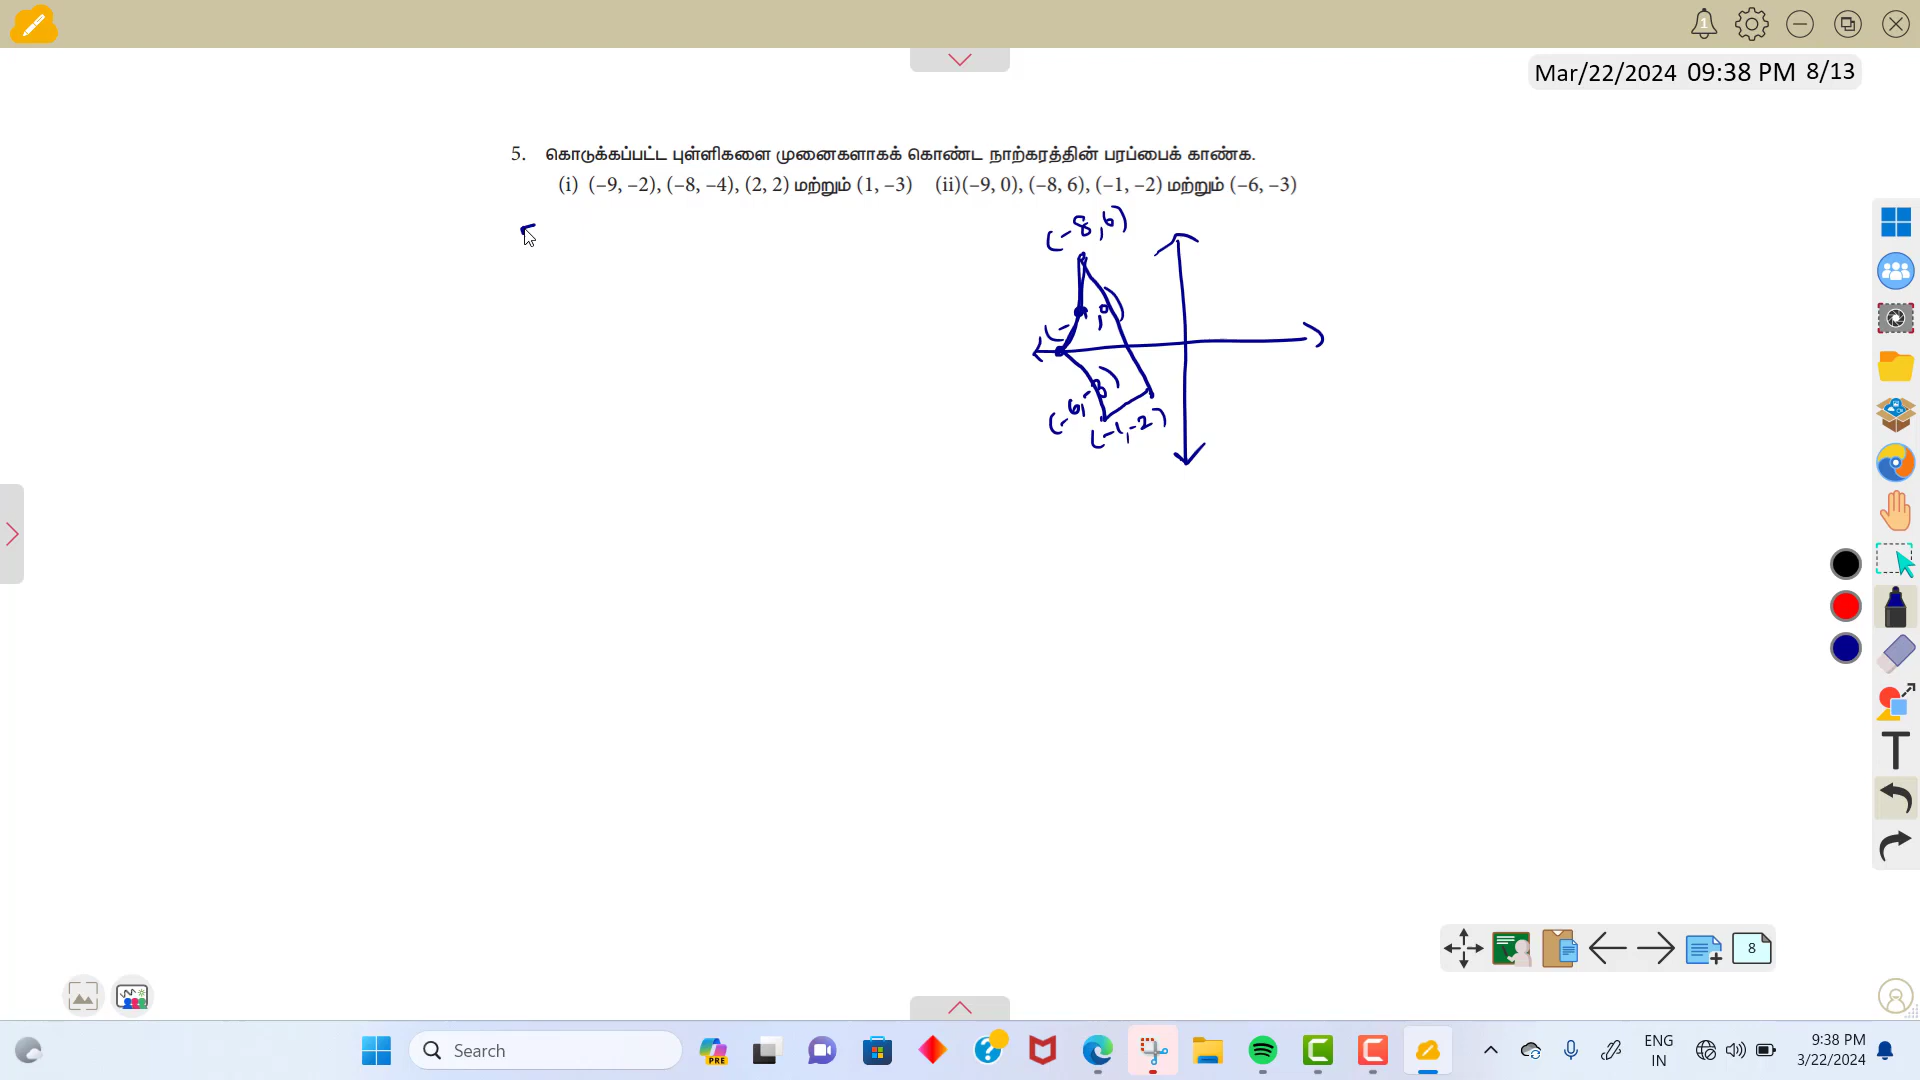 Mar/22/2024 09:38 PM 8/13
5. கொடுக்கப்பட்ட புள்ளிகளை முனைகளாகக் கொண்ட நாற்கரத்தின் பரப்பைக் காண்க.
(i) (–9, –2), (–8, –4), (2, 2) மற்றும் (1, –3) (ii)(–9, 0), (–8, 6), (–1, –2) மற்றும் (–6, –3)
(-8,6)
(-6,-3)
(-1,-2)
8
Search
PRE
ENG
IN
9:38 PM
3/22/2024